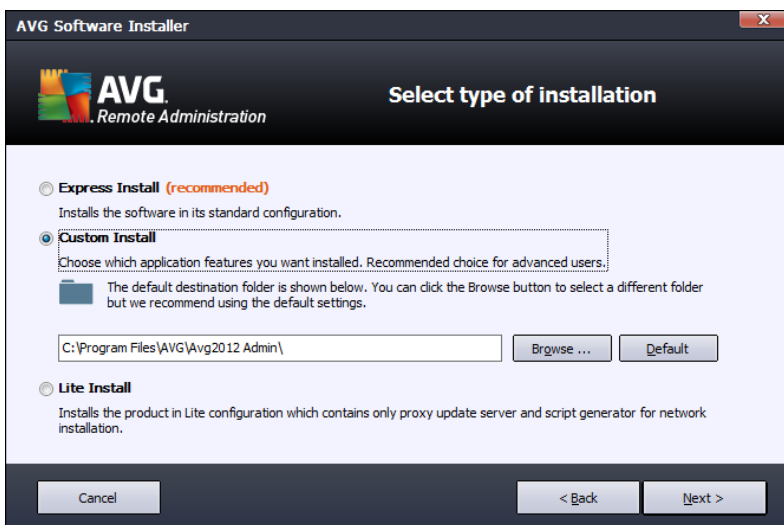 AVG Software Installer
X
AVG.
Remote Administration
Select type of installation
Express Install (recommended)
Installs the software in its standard configuration.
Custom Install
Choose which application features you want installed. Recommended choice for advanced users.
The default destination folder is shown below. You can click the Browse button to select a different folder
but we recommend using the default settings.
C:\Program Files\AVG\Avg2012 Admin\
Browse ...
Default
Lite Install
Installs the product in Lite configuration which contains only proxy update server and script generator for network
installation.
Cancel
< Back
Next >